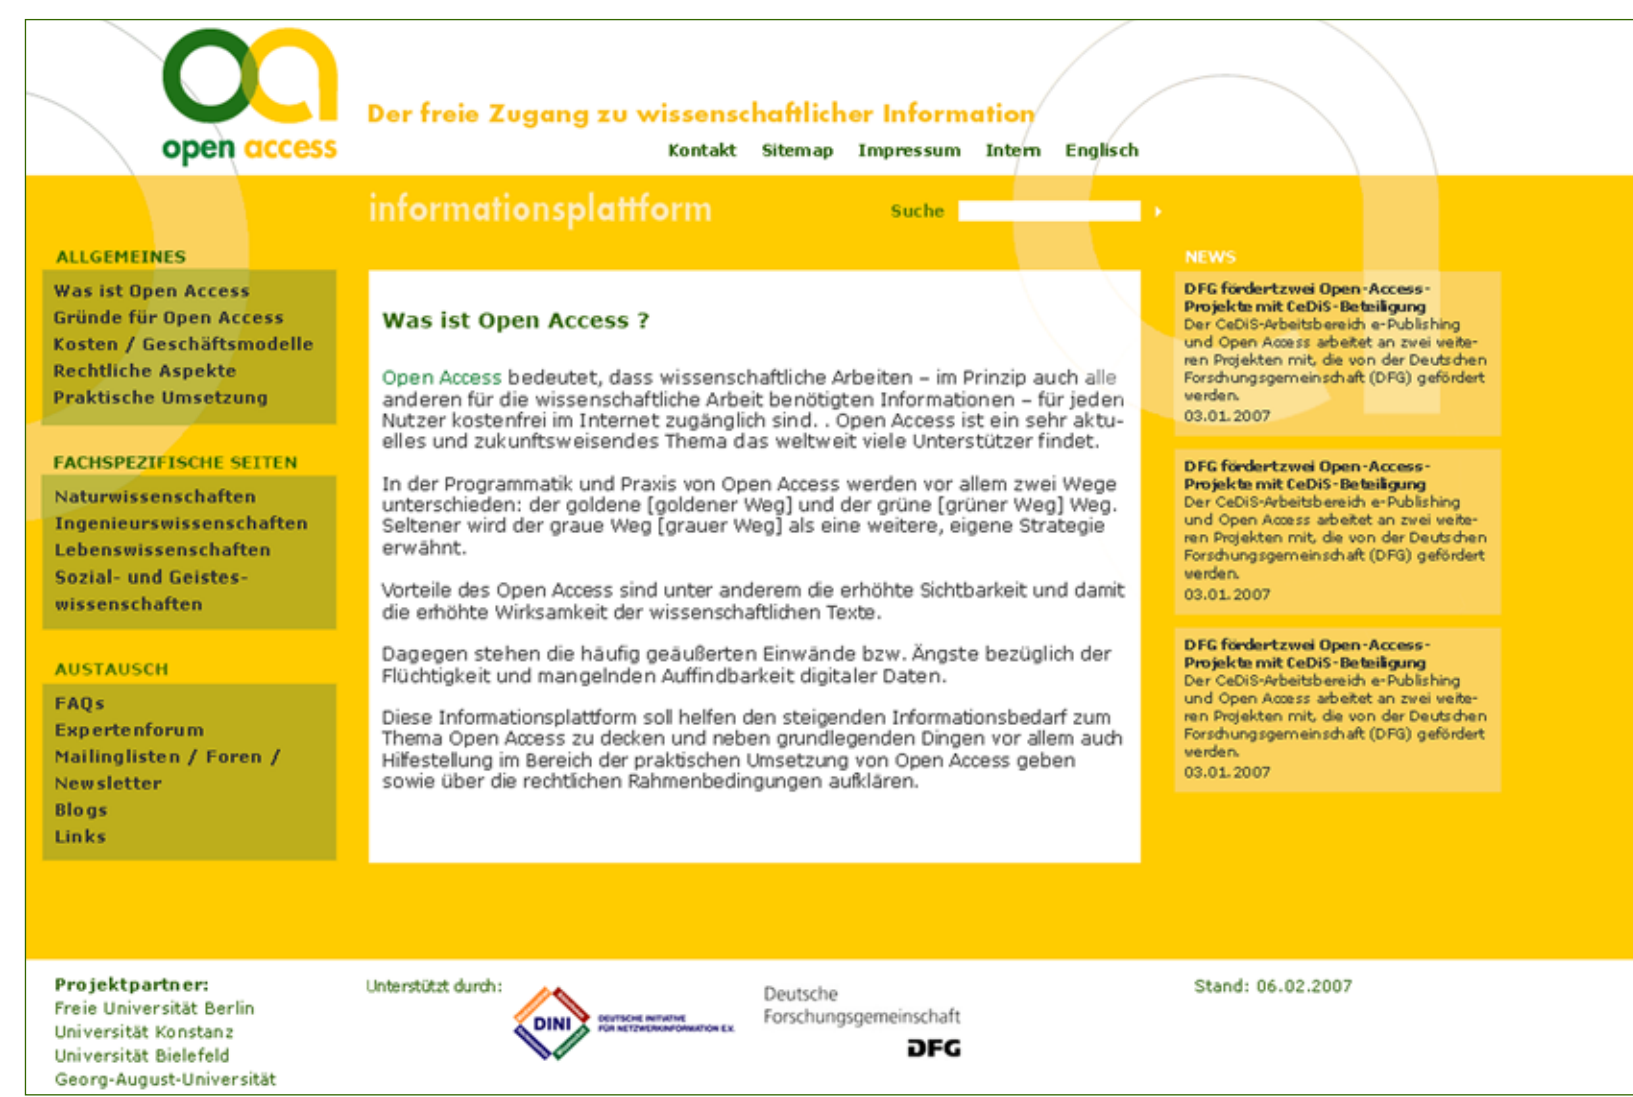 open access
Der freie Zugang zu wissenschaftlicher Information
Kontakt Sitemap Impressum Intern Englisch
informationsplattform
Suche
ALLGEMEINES
Was ist Open Access
Gründe für Open Access
Kosten / Geschäftsmodelle
Rechtliche Aspekte
Praktische Umsetzung
FACHSPEZIFISCHE SEITEN
Naturwissenschaften
Ingenieurswissenschaften
Lebenswissenschaften
Sozial- und Geistes-
wissenschaften
AUSTAUSCH
FAQs
Expertenforum
Mailinglisten / Foren /
Newsletter
Blogs
Links
Was ist Open Access ?
Open Access bedeutet, dass wissenschaftliche Arbeiten – im Prinzip auch alle
anderen für die wissenschaftliche Arbeit benötigten Informationen – für jeden
Nutzer kostenfrei im Internet zugänglich sind. . Open Access ist ein sehr aktu-
elles und zukunftsweisendes Thema das weltweit viele Unterstützer findet.
In der Programmatik und Praxis von Open Access werden vor allem zwei Wege
unterschieden: der goldene [goldener Weg] und der grüne [grüner Weg] Weg.
Seltener wird der graue Weg [grauer Weg] als eine weitere, eigene Strategie
erwähnt.
Vorteile des Open Access sind unter anderem die erhöhte Sichtbarkeit und damit
die erhöhte Wirksamkeit der wissenschaftlichen Texte.
Dagegen stehen die häufig geäußerten Einwände bzw. Ängste bezüglich der
Flüchtigkeit und mangelnden Auffindbarkeit digitaler Daten.
Diese Informationsplattform soll helfen den steigenden Informationsbedarf zum
Thema Open Access zu decken und neben grundlegenden Dingen vor allem auch
Hilfestellung im Bereich der praktischen Umsetzung von Open Access geben
sowie über die rechtlichen Rahmenbedingungen aufklären.
NEWS
DFG fördert zwei Open-Access-
Projekte mit CeDiS-Beteiligung
Der CeDiS-Arbeitsbereich e-Publishing
und Open Access arbeitet an zwei weite-
ren Projekten mit, die von der Deutschen
Forschungsgemeinschaft (DFG) gefördert
werden.
03.01.2007
DFG fördert zwei Open-Access-
Projekte mit CeDiS-Beteiligung
Der CeDiS-Arbeitsbereich e-Publishing
und Open Access arbeitet an zwei weite-
ren Projekten mit, die von der Deutschen
Forschungsgemeinschaft (DFG) gefördert
werden.
03.01.2007
DFG fördert zwei Open-Access-
Projekte mit CeDiS-Beteiligung
Der CeDiS-Arbeitsbereich e-Publishing
und Open Access arbeitet an zwei weite-
ren Projekten mit, die von der Deutschen
Forschungsgemeinschaft (DFG) gefördert
werden.
03.01.2007
Projektpartner:
Freie Universität Berlin
Universität Konstanz
Universität Bielefeld
Georg-August-Universität
Unterstützt durch:
DINI
DEUTSCHE INITIATIVE
FÜR NETZWERKINFORMATION E.V.
Deutsche
Forschungsgemeinschaft
DFG
Stand: 06.02.2007